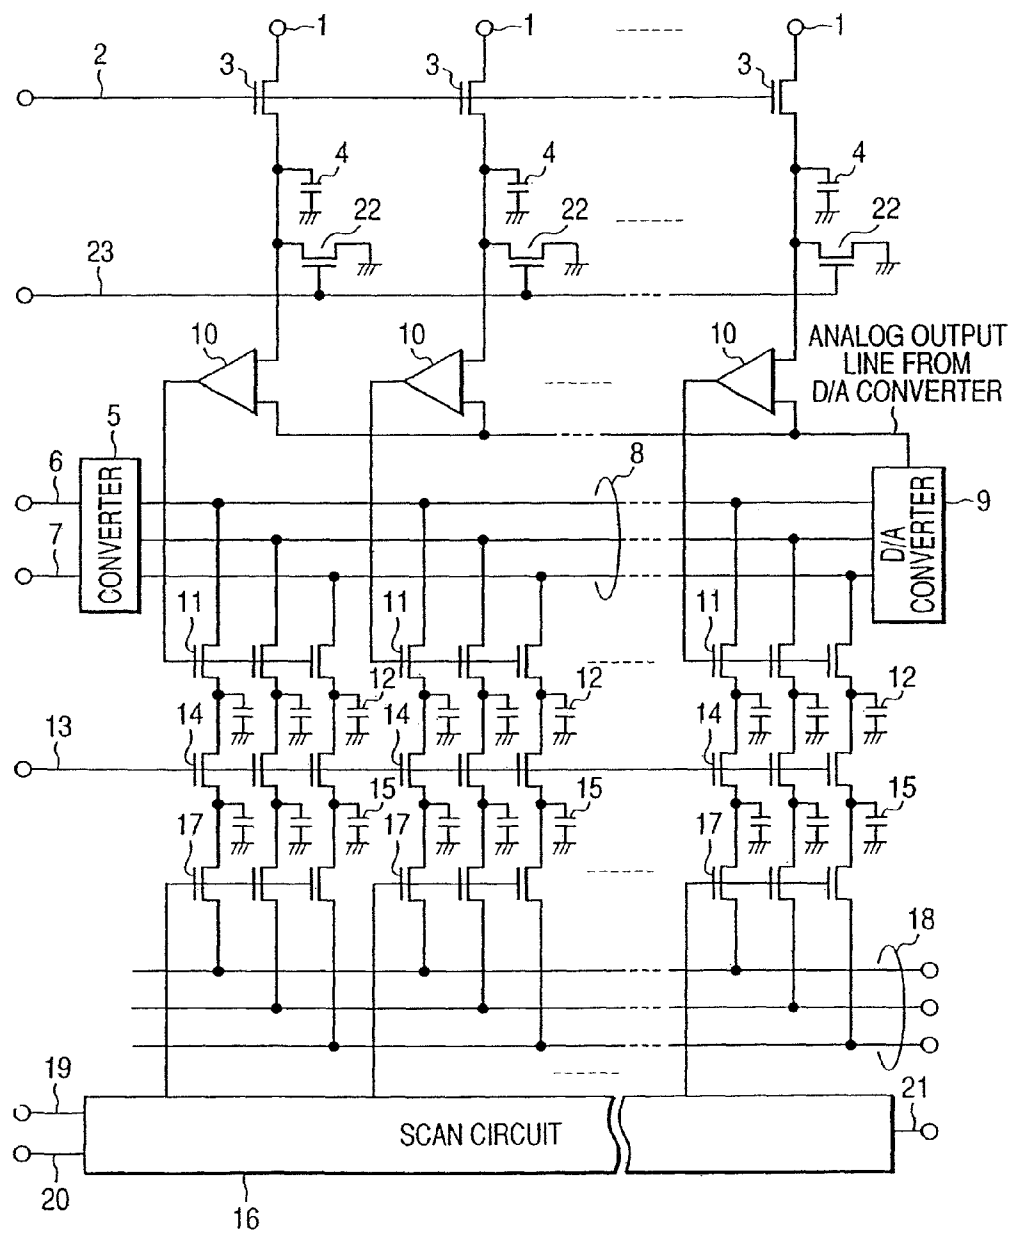 1 1 1
2 3 3 3
4 4 4
22 22 22
23
10 10 10
ANALOG OUTPUT
LINE FROM
D/A CONVERTER
5
6 8
CONVERTER
D/A
CONVERTER
9
7
11 11 11
12 12 12
13 14 14 14
15 15 15
17 17 17
18
19 21
SCAN CIRCUIT
20
16